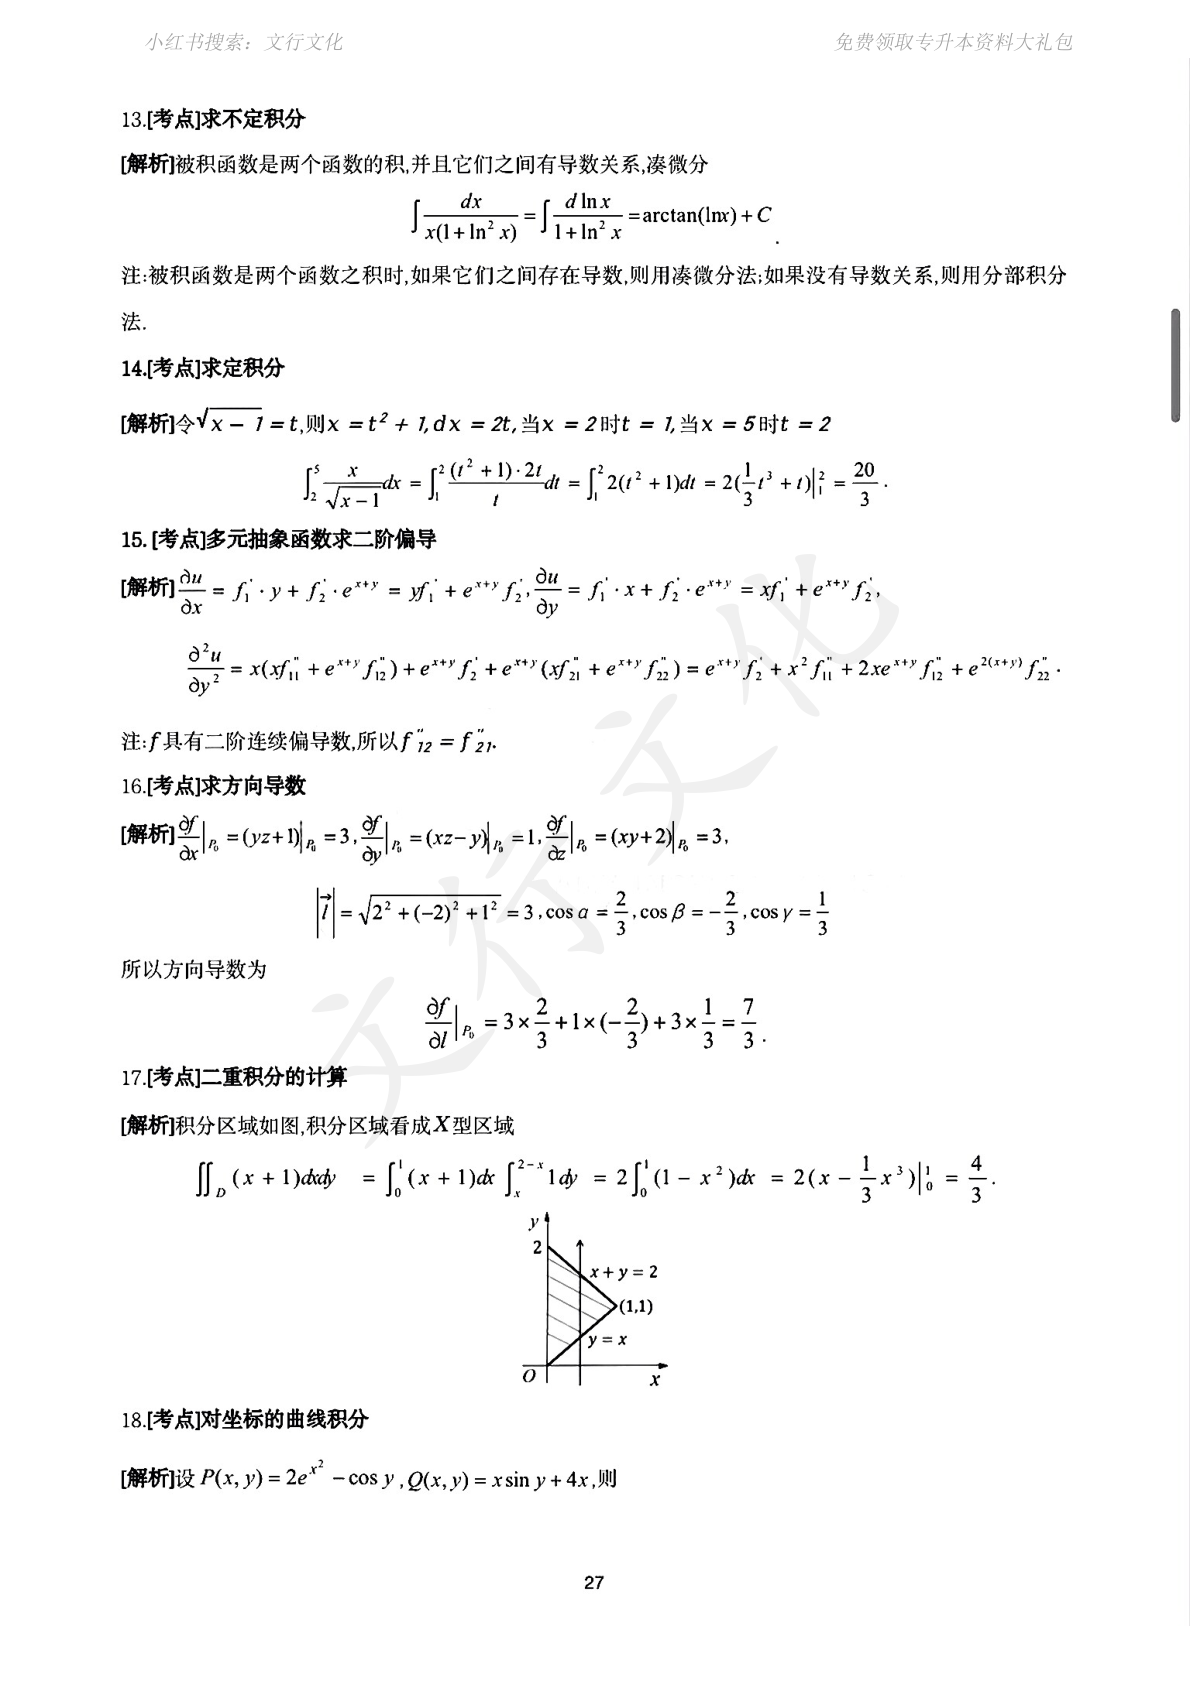 小红书搜索：文行文化
免费领取专升本资料大礼包
13.[考点]求不定积分
[解析]被积函数是两个函数的积,并且它们之间有导数关系,凑微分
∫ dx/(x(1+ln² x)) = ∫ d ln x/(1+ln² x) = arctan(lnx)+C.
注:被积函数是两个函数之积时,如果它们之间存在导数,则用凑微分法;如果没有导数关系,则用分部积分
法.
14.[考点]求定积分
[解析]令√(x − 1) = t,则x = t² + 1, dx = 2t, 当x = 2时t = 1,当x = 5时t = 2
∫₂⁵ x/√(x−1) dx = ∫₁² (t²+1)·2t/t dt = ∫₁² 2(t²+1)dt = 2(1/3 t³ + t)|₁² = 20/3.
15. [考点]多元抽象函数求二阶偏导
[解析]∂u/∂x = f₁'·y + f₂'·e^(x+y) = yf₁' + e^(x+y) f₂', ∂u/∂y = f₁'·x + f₂'·e^(x+y) = xf₁' + e^(x+y) f₂',
∂²u/∂y² = x(xf₁₁'' + e^(x+y) f₁₂'') + e^(x+y) f₂' + e^(x+y)(xf₂₁'' + e^(x+y) f₂₂'') = e^(x+y) f₂' + x² f₁₁'' + 2xe^(x+y) f₁₂'' + e^(2(x+y)) f₂₂''.
注:f具有二阶连续偏导数,所以f₁₂'' = f₂₁''.
16.[考点]求方向导数
[解析]∂f/∂x|P₀ =(yz+1)|P₀ =3, ∂f/∂y|P₀ =(xz−y)|P₀ =1, ∂f/∂z|P₀ =(xy+2)|P₀ =3,
|l⃗| = √(2²+(−2)²+1²) = 3, cos α = 2/3, cos β = −2/3, cos γ = 1/3
所以方向导数为
∂f/∂l|P₀ = 3×2/3+1×(−2/3)+3×1/3 = 7/3.
17.[考点]二重积分的计算
[解析]积分区域如图,积分区域看成X型区域
∬_D (x + 1)dxdy = ∫₀¹ (x + 1)dx ∫ₓ^(2−x) 1dy = 2∫₀¹ (1 − x²)dx = 2(x − 1/3 x³)|₀¹ = 4/3.
y
2
x + y = 2
(1,1)
y = x
O
x
18.[考点]对坐标的曲线积分
[解析]设 P(x, y) = 2e^(x²) − cos y , Q(x, y) = x sin y + 4x ,则
27
文行文化